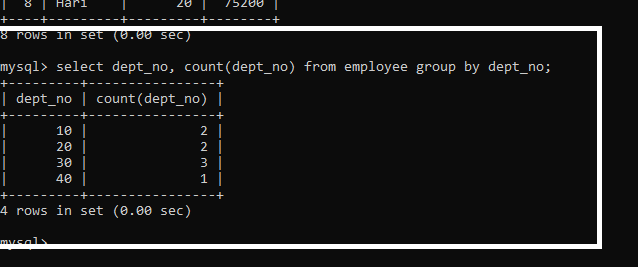 | 8 | Hari | 20 | 75200 |
+----+---------+---------+--------+
8 rows in set (0.00 sec)
mysql> select dept_no, count(dept_no) from employee group by dept_no;
+---------+----------------+
| dept_no | count(dept_no) |
+---------+----------------+
| 10 | 2 |
| 20 | 2 |
| 30 | 3 |
| 40 | 1 |
+---------+----------------+
4 rows in set (0.00 sec)
mysql>